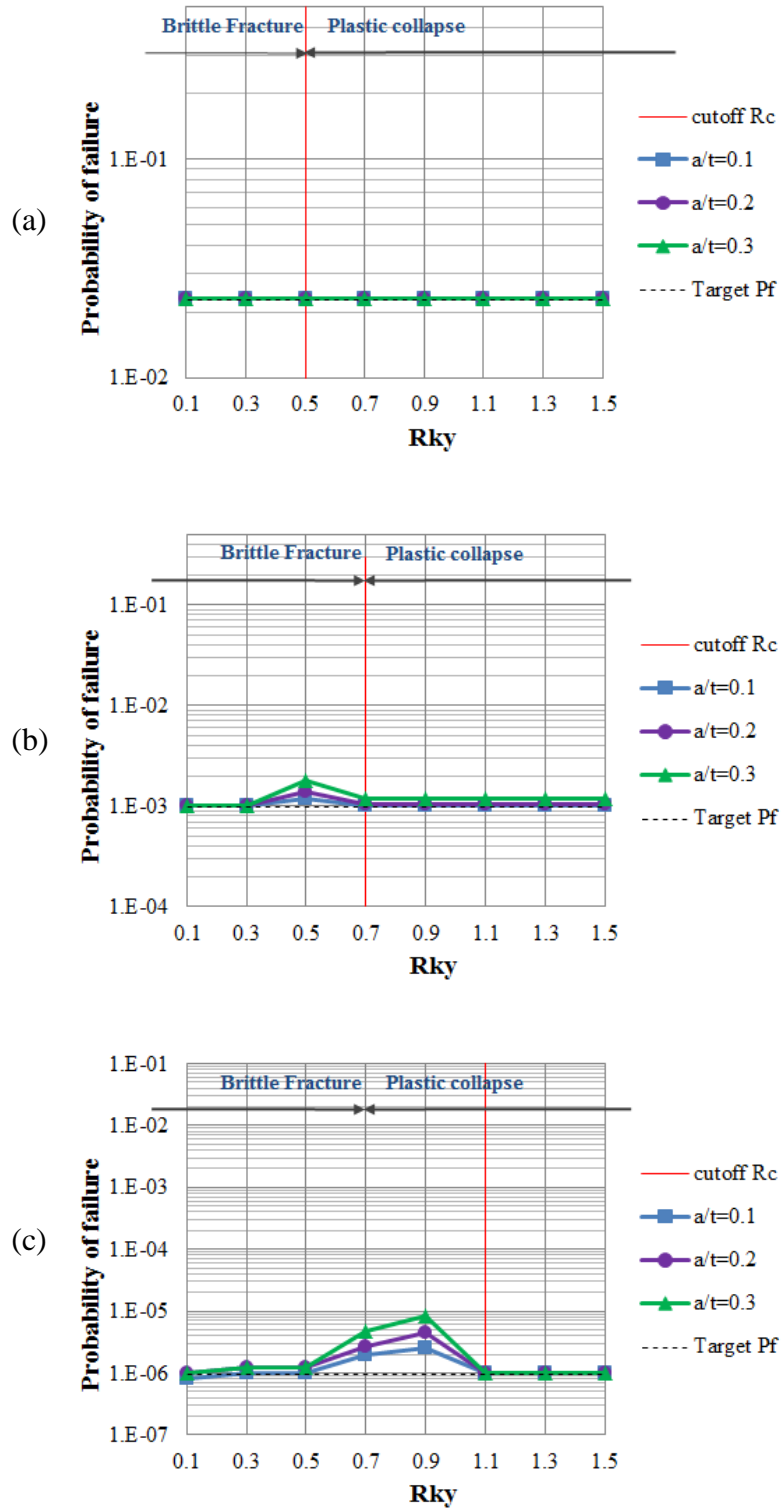 Brittle Fracture Plastic collapse
(a)
Probability of failure
1.E-01
1.E-02
0.1 0.3 0.5 0.7 0.9 1.1 1.3 1.5
Rky
cutoff Rc
a/t=0.1
a/t=0.2
a/t=0.3
Target Pf
Brittle Fracture Plastic collapse
(b)
Probability of failure
1.E-01
1.E-02
1.E-03
1.E-04
0.1 0.3 0.5 0.7 0.9 1.1 1.3 1.5
Rky
cutoff Rc
a/t=0.1
a/t=0.2
a/t=0.3
Target Pf
Brittle Fracture Plastic collapse
(c)
Probability of failure
1.E-01
1.E-02
1.E-03
1.E-04
1.E-05
1.E-06
1.E-07
0.1 0.3 0.5 0.7 0.9 1.1 1.3 1.5
Rky
cutoff Rc
a/t=0.1
a/t=0.2
a/t=0.3
Target Pf